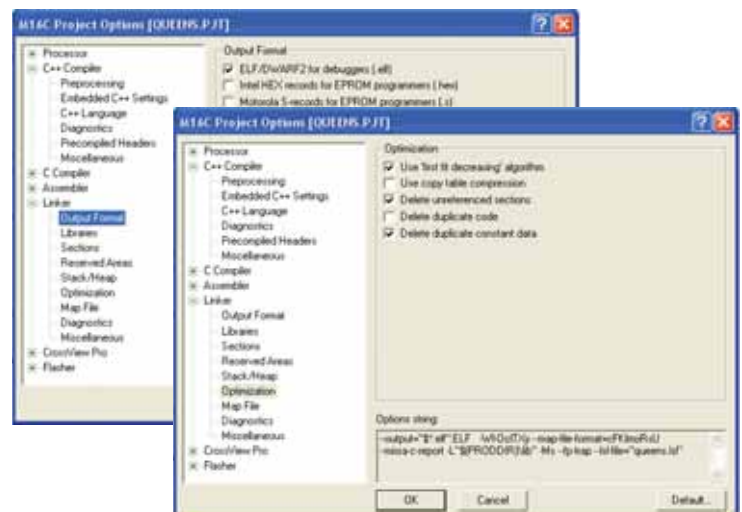 M16C Project Options [QUEENS.PJT]
Processor
C++ Compiler
Preprocessing
Embedded C++ Settings
C++ Language
Diagnostics
Precompiled Headers
Miscellaneous
C Compiler
Assembler
Linker
Output Format
Libraries
Sections
Reserved Areas
Stack/Heap
Optimization
Map File
Diagnostics
Miscellaneous
CrossView Pro
Flasher
Output Format
ELF/DWARF2 for debuggers (.elf)
Intel HEX records for EPROM programmers (.hex)
Motorola S-records for EPROM programmers (.s)
M16C Project Options [QUEENS.PJT]
Processor
C++ Compiler
Preprocessing
Embedded C++ Settings
C++ Language
Diagnostics
Precompiled Headers
Miscellaneous
C Compiler
Assembler
Linker
Output Format
Libraries
Sections
Reserved Areas
Stack/Heap
Optimization
Map File
Diagnostics
Miscellaneous
CrossView Pro
Flasher
Optimization
Use 'first fit decreasing' algorithm
Use copy table compression
Delete unreferenced sections
Delete duplicate code
Delete duplicate constant data
Options string:
--misra-c-report -L"$(PRODDIR)\lib"
OK
Cancel
Default...